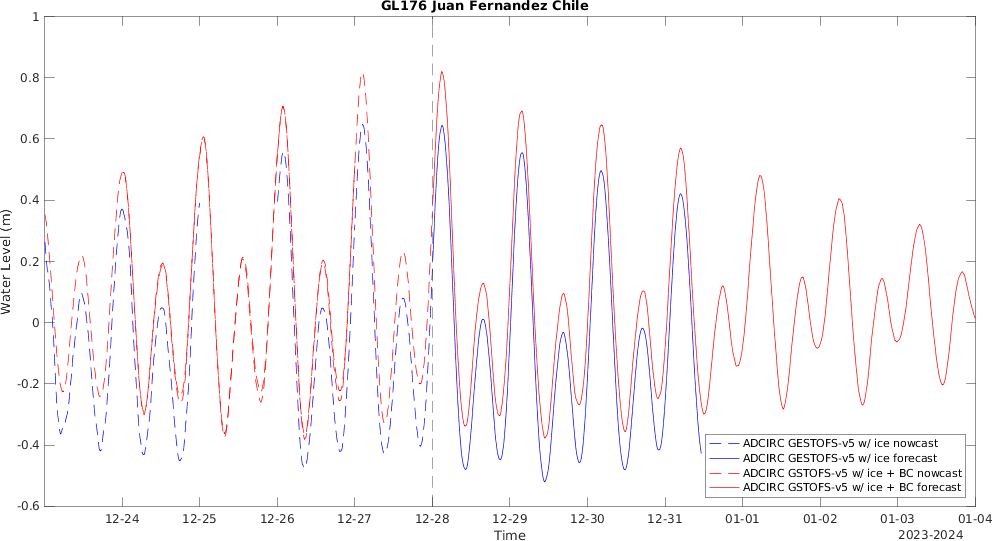 GL176 Juan Fernandez Chile
1
0.8
0.6
0.4
0.2
0
-0.2
-0.4
-0.6
Water Level (m)
ADCIRC GESTOFS-v5 w/ ice nowcast
ADCIRC GESTOFS-v5 w/ ice forecast
ADCIRC GSTOFS-v5 w/ ice + BC nowcast
ADCIRC GSTOFS-v5 w/ ice + BC forecast
12-24 12-25 12-26 12-27 12-28 12-29 12-30 12-31 01-01 01-02 01-03 01-04
Time
2023-2024